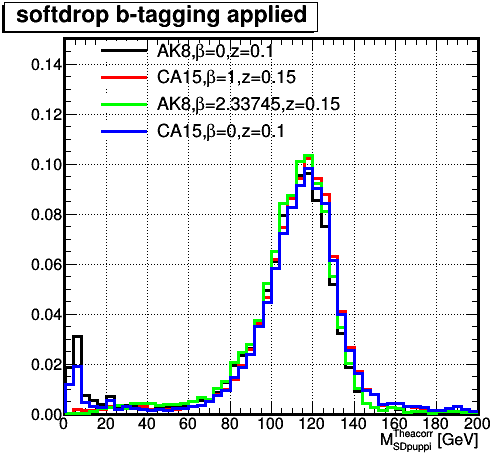 softdrop b-tagging applied
AK8,β=0,z=0.1
CA15,β=1,z=0.15
AK8,β=2.33745,z=0.15
CA15,β=0,z=0.1
0.14
0.12
0.10
0.08
0.06
0.04
0.02
0.00
0 20 40 60 80 100 120 140 160 180 200
M^Theacorr_SDpuppi [GeV]